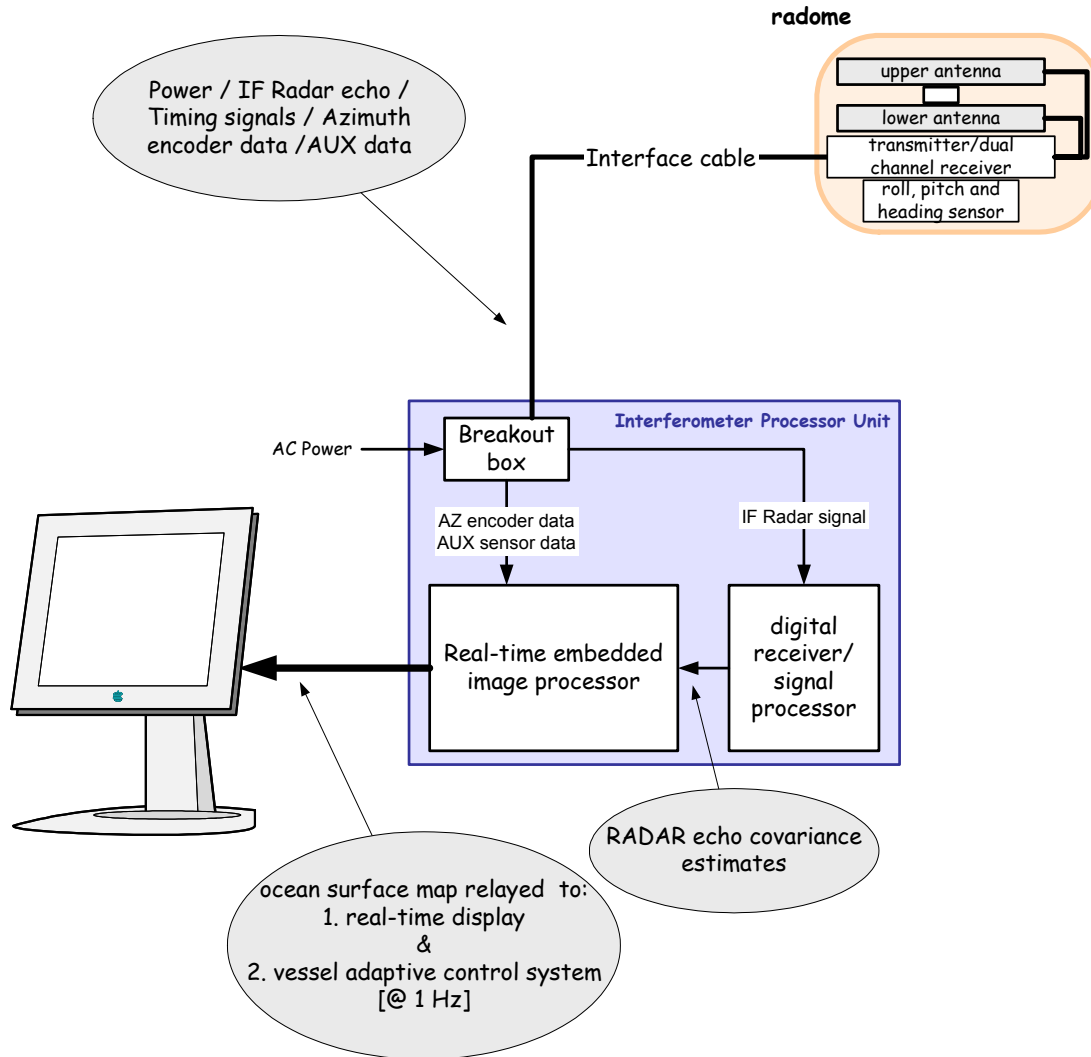 radome
Power / IF Radar echo /
Timing signals / Azimuth
encoder data /AUX data
upper antenna
lower antenna
transmitter/dual
channel receiver
roll, pitch and
heading sensor
Interface cable
Interferometer Processor Unit
AC Power
Breakout
box
AZ encoder data
AUX sensor data
IF Radar signal
Real-time embedded
image processor
digital
receiver/
signal
processor
RADAR echo covariance
estimates
ocean surface map relayed to:
1. real-time display
&
2. vessel adaptive control system
[@ 1 Hz]